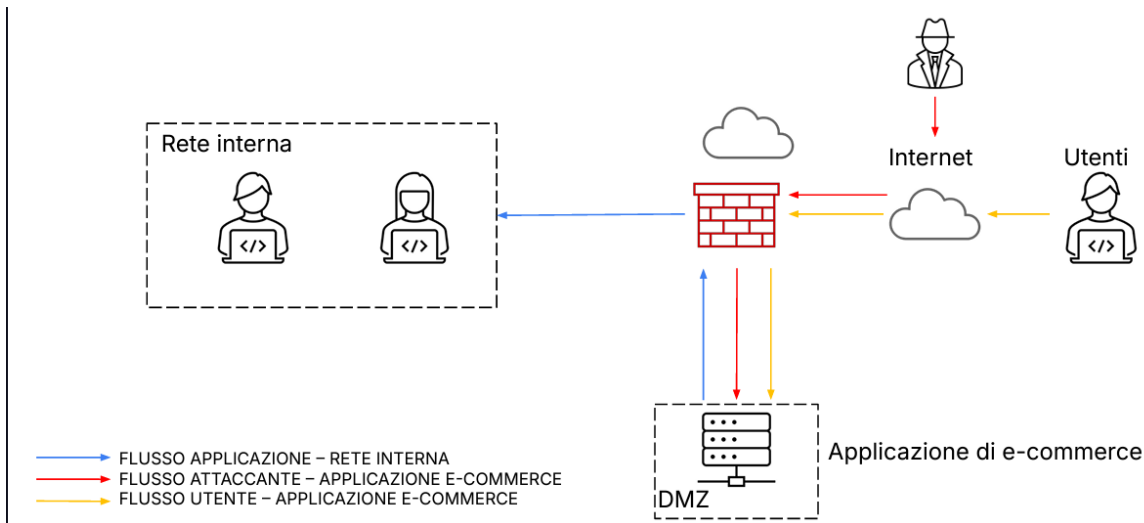 Rete interna
Internet
Utenti
</>
</>
</>
Applicazione di e-commerce
DMZ
FLUSSO APPLICAZIONE – RETE INTERNA
FLUSSO ATTACCANTE – APPLICAZIONE E-COMMERCE
FLUSSO UTENTE – APPLICAZIONE E-COMMERCE